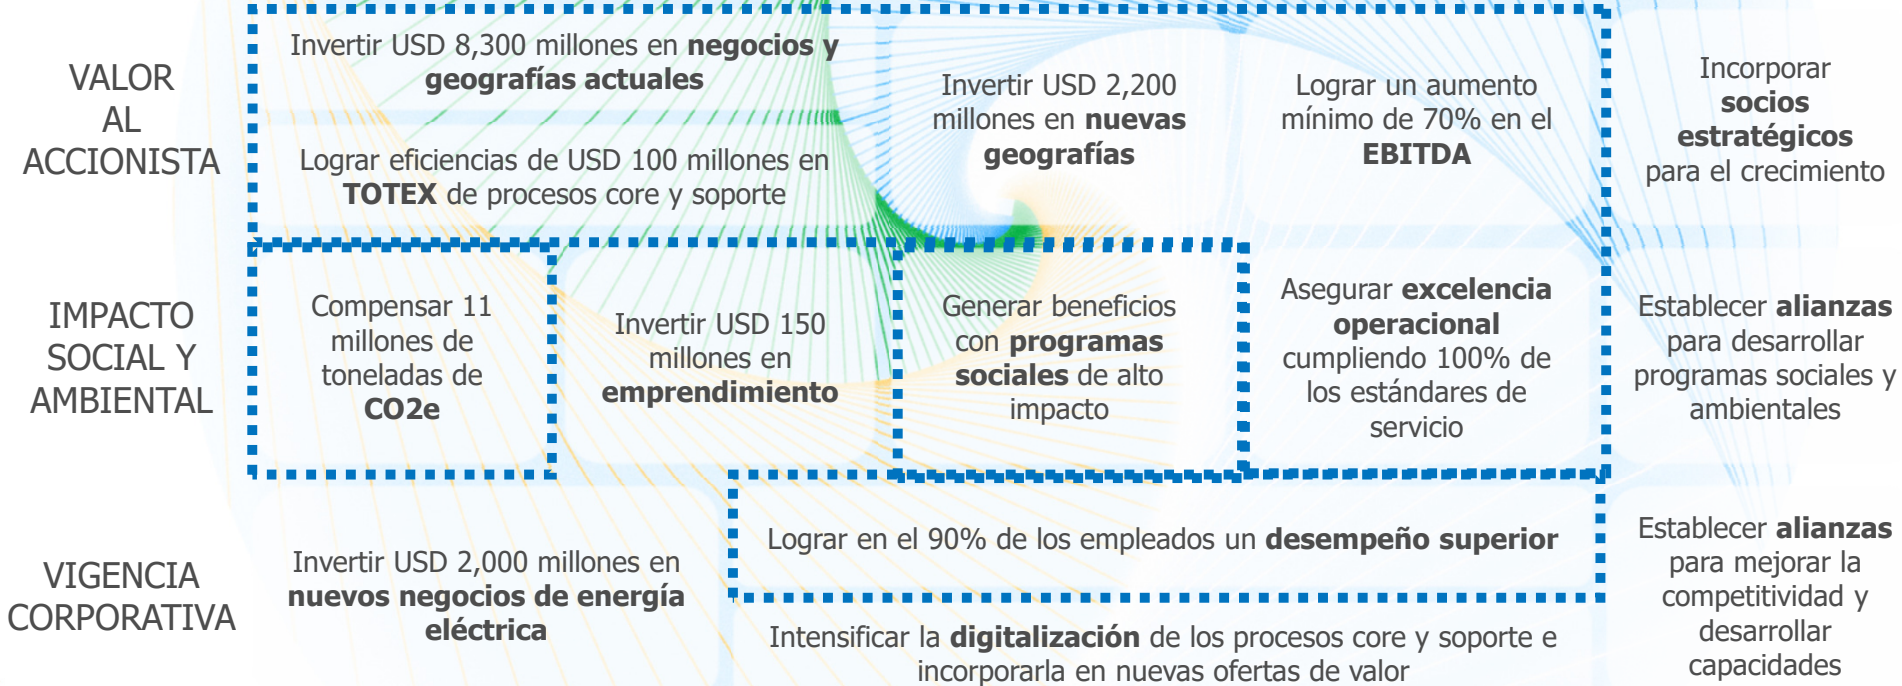 VALOR
AL
ACCIONISTA
Invertir USD 8,300 millones en negocios y
geografías actuales
Lograr eficiencias de USD 100 millones en
TOTEX de procesos core y soporte
Invertir USD 2,200
millones en nuevas
geografías
Lograr un aumento
mínimo de 70% en el
EBITDA
Incorporar
socios
estratégicos
para el crecimiento
IMPACTO
SOCIAL Y
AMBIENTAL
Compensar 11
millones de
toneladas de
CO2e
Invertir USD 150
millones en
emprendimiento
Generar beneficios
con programas
sociales de alto
impacto
Asegurar excelencia
operacional
cumpliendo 100% de
los estándares de
servicio
Establecer alianzas
para desarrollar
programas sociales y
ambientales
VIGENCIA
CORPORATIVA
Invertir USD 2,000 millones en
nuevos negocios de energía
eléctrica
Lograr en el 90% de los empleados un desempeño superior
Intensificar la digitalización de los procesos core y soporte e
incorporarla en nuevas ofertas de valor
Establecer alianzas
para mejorar la
competitividad y
desarrollar
capacidades